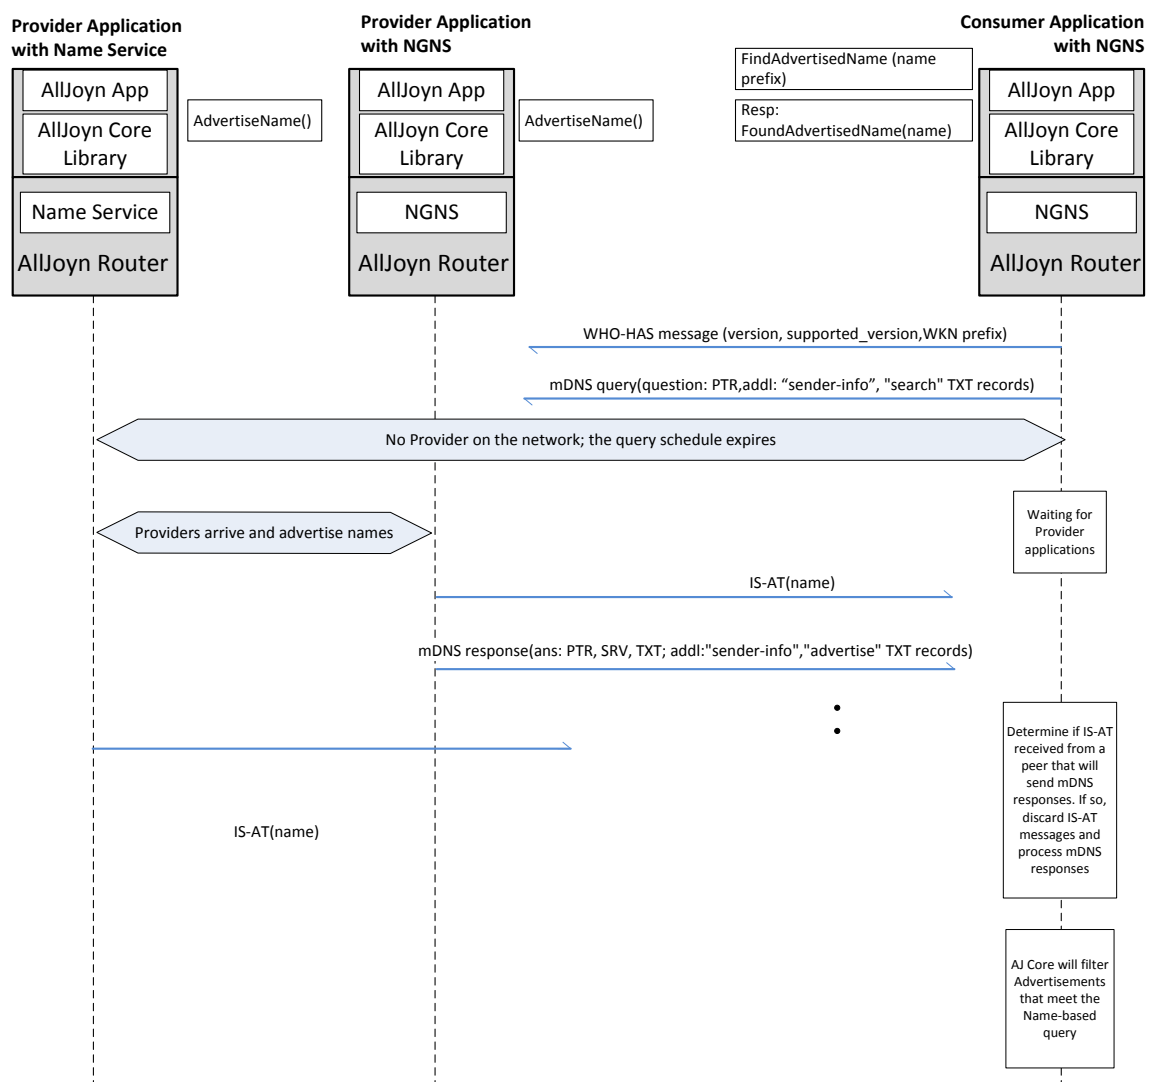 Provider Application
with Name Service
Provider Application
with NGNS
Consumer Application
with NGNS
AllJoyn App
AllJoyn Core
Library
Name Service
AllJoyn Router
AdvertiseName()
AllJoyn App
AllJoyn Core
Library
NGNS
AllJoyn Router
AdvertiseName()
FindAdvertisedName (name
prefix)
Resp:
FoundAdvertisedName(name)
AllJoyn App
AllJoyn Core
Library
NGNS
AllJoyn Router
WHO-HAS message (version, supported_version,WKN prefix)
mDNS query(question: PTR,addl: “sender-info”, "search" TXT records)
No Provider on the network; the query schedule expires
Waiting for
Provider
applications
Providers arrive and advertise names
IS-AT(name)
mDNS response(ans: PTR, SRV, TXT; addl:"sender-info","advertise" TXT records)
Determine if IS-AT
received from a
peer that will
send mDNS
responses. If so,
discard IS-AT
messages and
process mDNS
responses
IS-AT(name)
AJ Core will filter
Advertisements
that meet the
Name-based
query